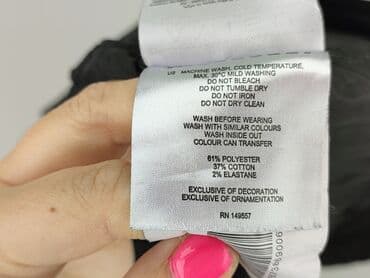 US MACHINE WASH, COLD TEMPERATURE,
MAX. 30°C MILD WASHING
DO NOT BLEACH
DO NOT TUMBLE DRY
DO NOT IRON
DO NOT DRY CLEAN
WASH BEFORE WEARING
WASH WITH SIMILAR COLOURS
WASH INSIDE OUT
COLOUR CAN TRANSFER
61% POLYESTER
37% COTTON
2% ELASTANE
EXCLUSIVE OF DECORATION
EXCLUSIVE OF ORNAMENTATION
RN 149557